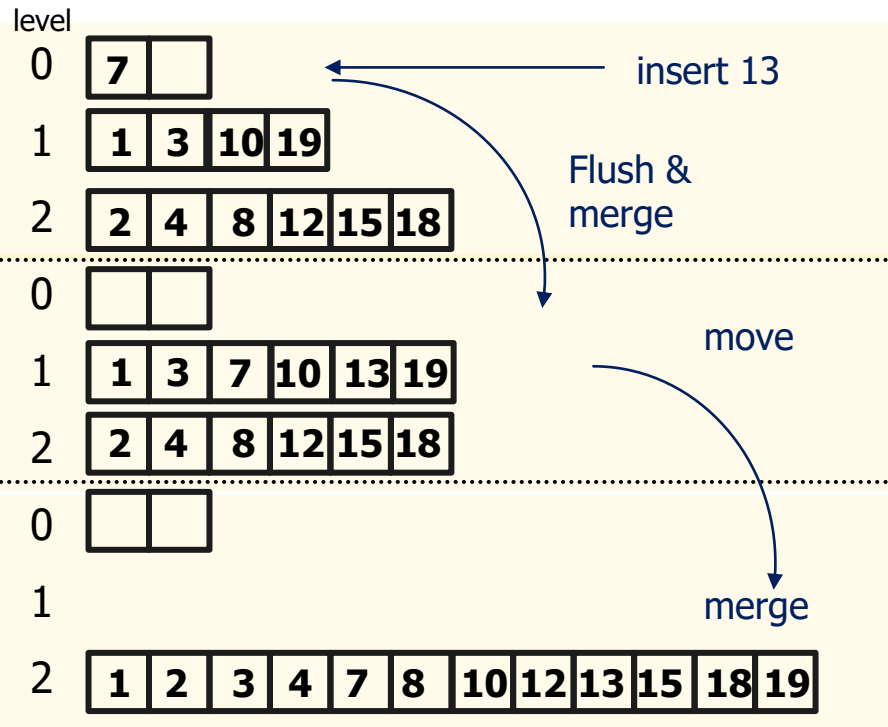 level
0 7 insert 13
1 1 3 10 19
Flush &
merge
2 2 4 8 12 15 18
0
move
1 1 3 7 10 13 19
2 2 4 8 12 15 18
0
1 merge
2 1 2 3 4 7 8 10 12 13 15 18 19